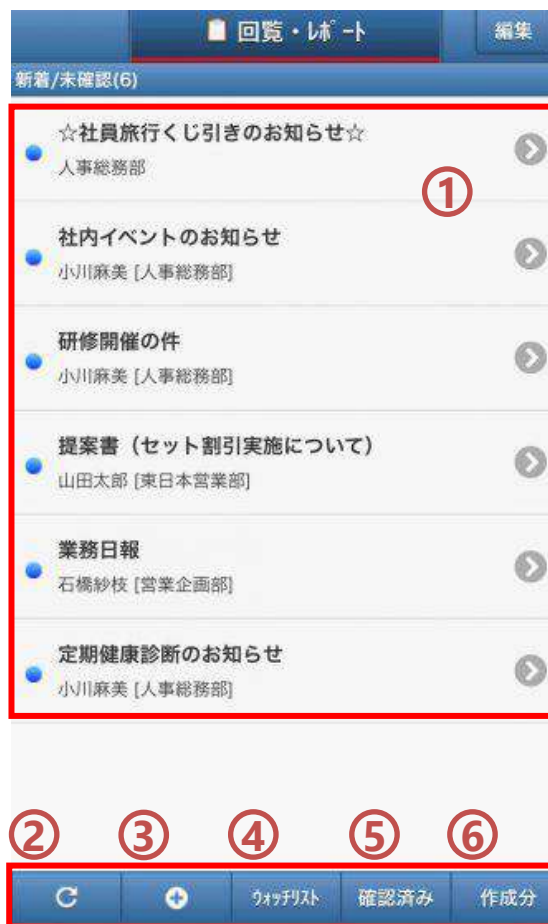 回覧・ﾚﾎﾟｰﾄ
編集
新着/未確認(6)
☆社員旅行くじ引きのお知らせ☆
人事総務部
①
社内イベントのお知らせ
小川麻美 [人事総務部]
研修開催の件
小川麻美 [人事総務部]
提案書（セット割引実施について）
山田太郎 [東日本営業部]
業務日報
石橋紗枝 [営業企画部]
定期健康診断のお知らせ
小川麻美 [人事総務部]
② ③ ④ ⑤ ⑥
ｳｫｯﾁﾘｽﾄ 確認済み 作成分